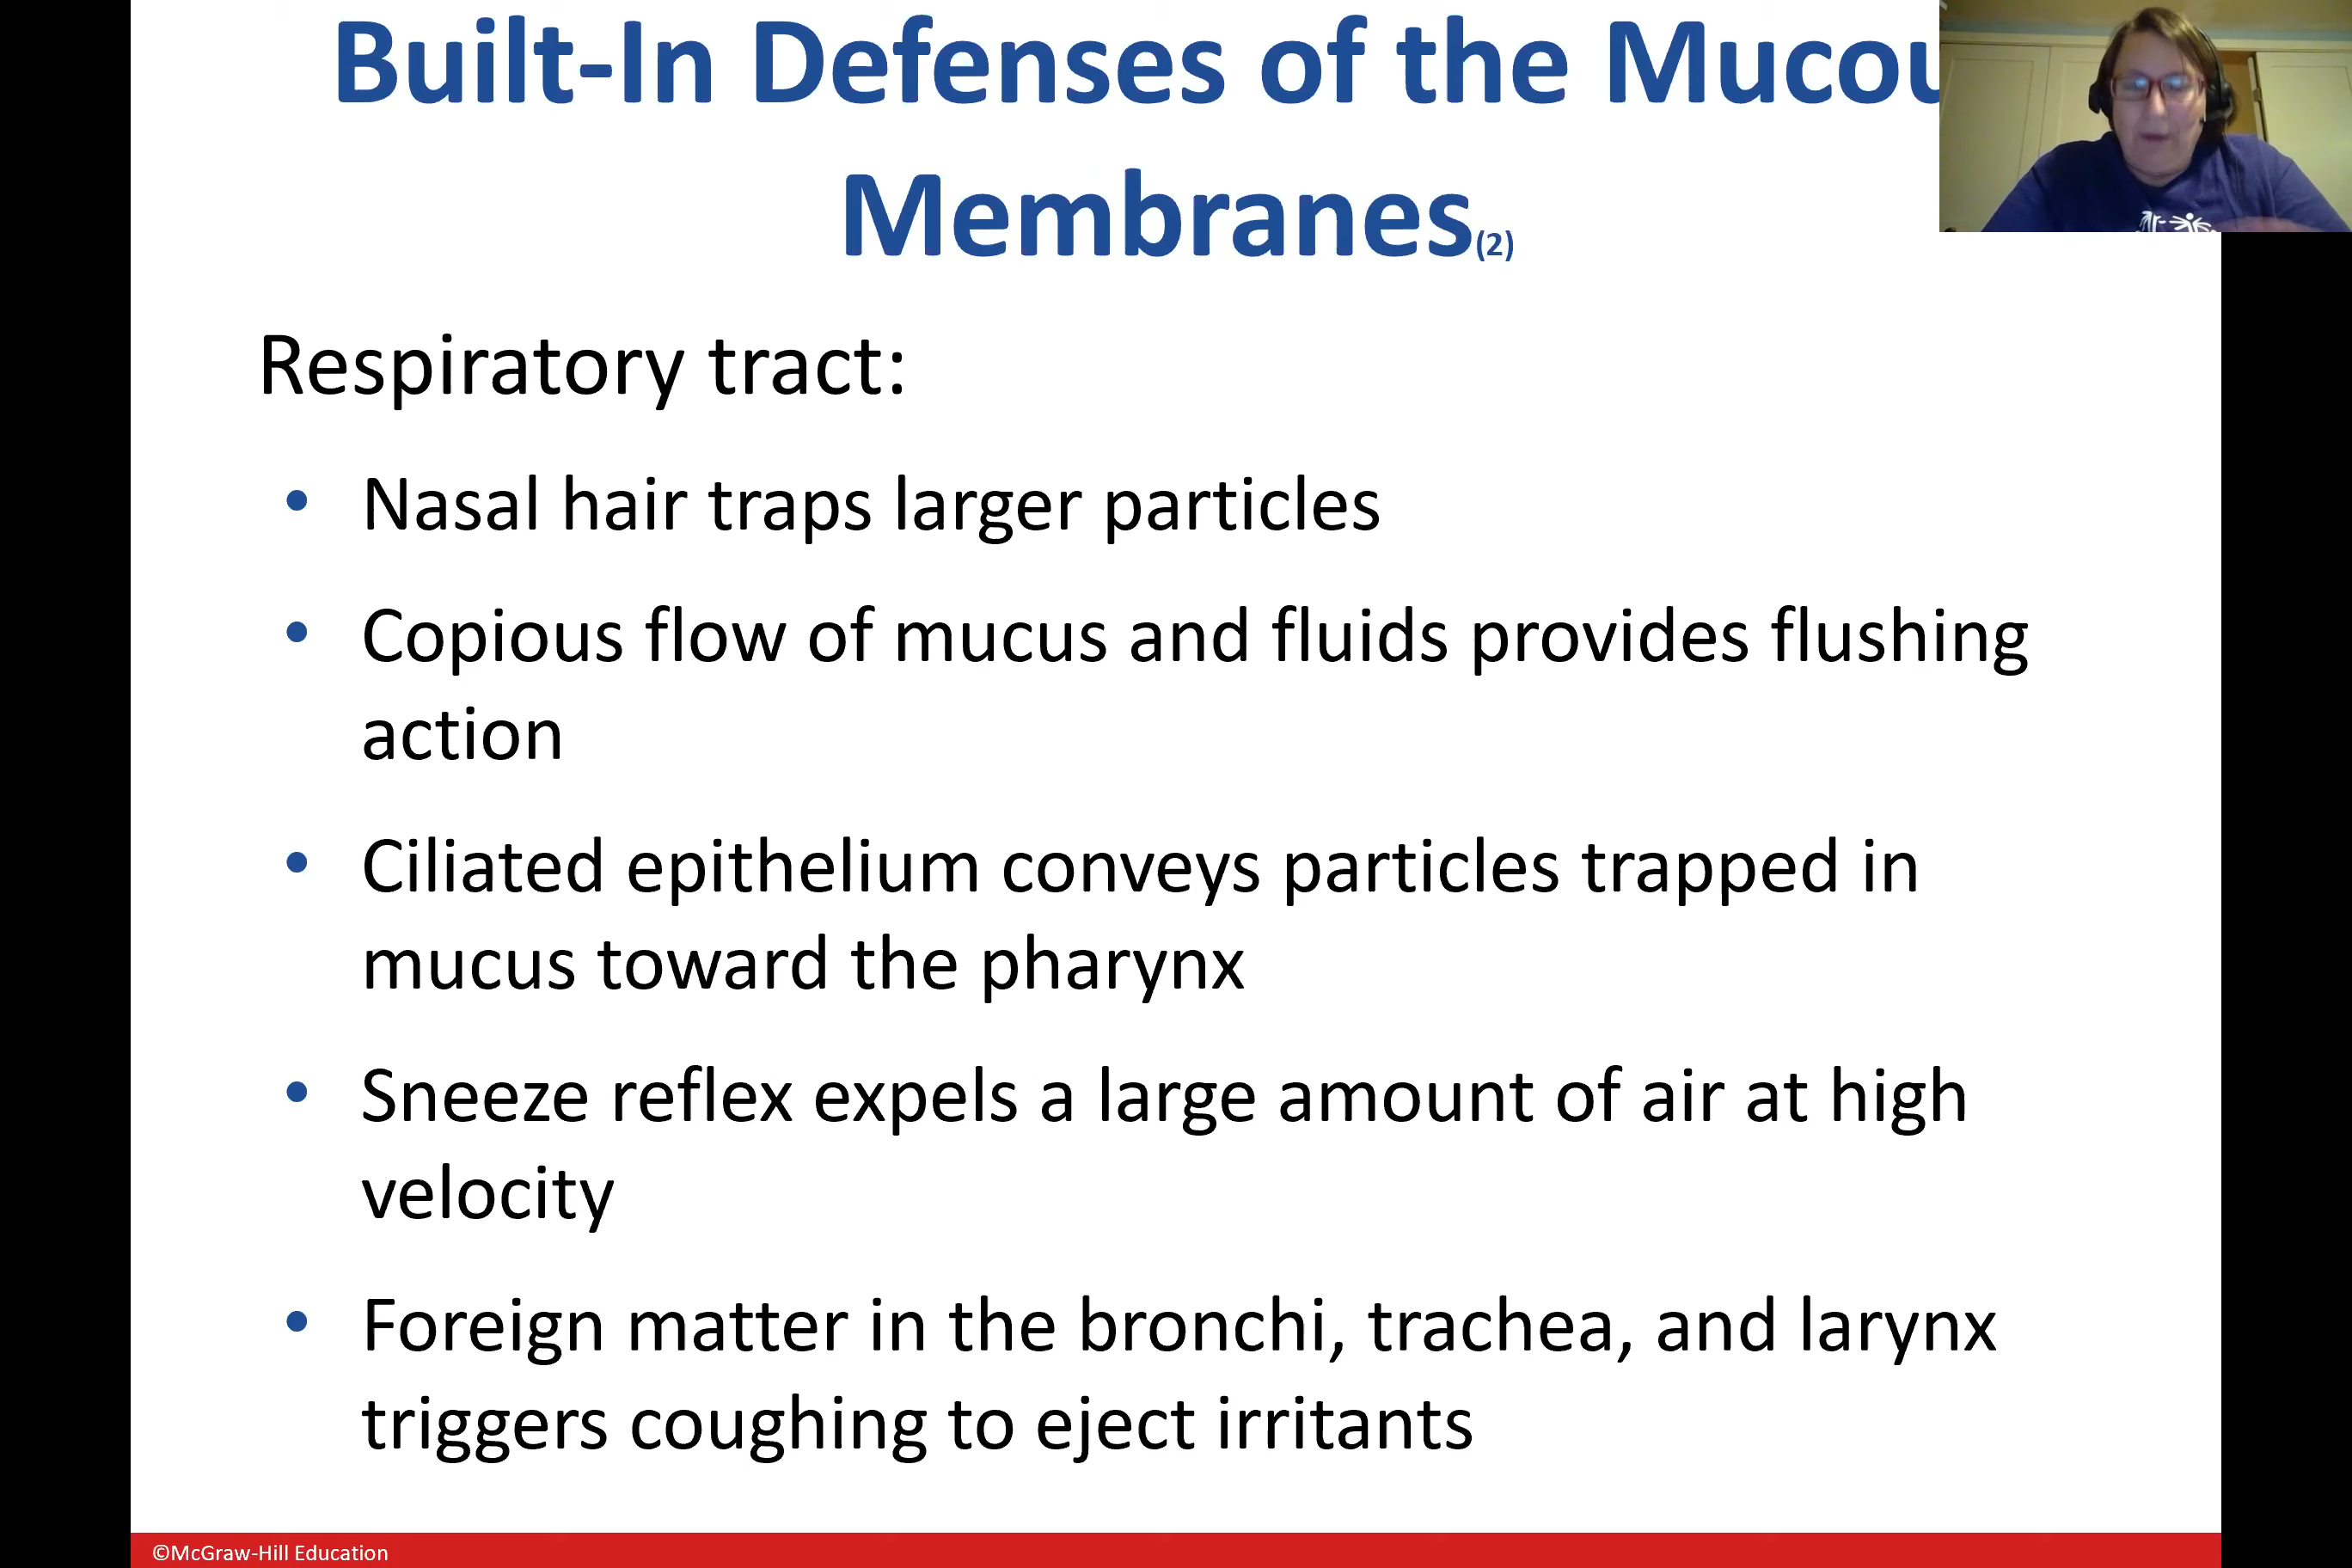 Built-In Defenses of the Mucou
Membranes(2)
Respiratory tract:
• Nasal hair traps larger particles
• Copious flow of mucus and fluids provides flushing
action
• Ciliated epithelium conveys particles trapped in
mucus toward the pharynx
• Sneeze reflex expels a large amount of air at high
velocity
• Foreign matter in the bronchi, trachea, and larynx
triggers coughing to eject irritants
©McGraw-Hill Education